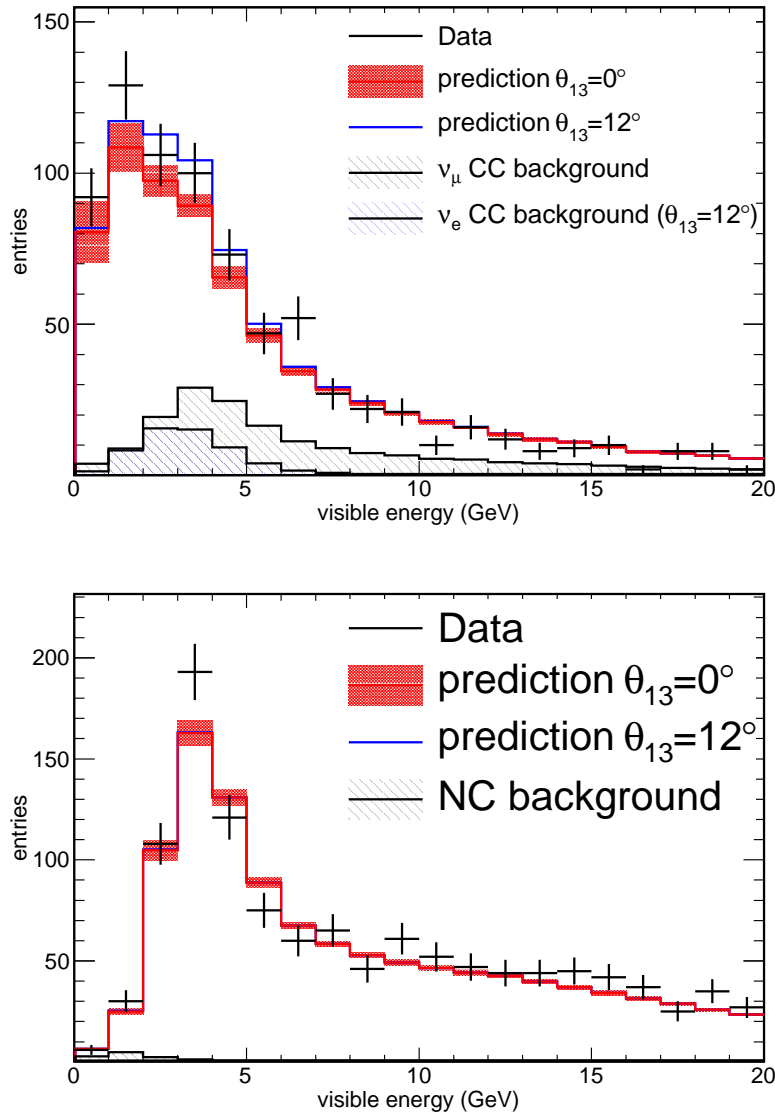 150
100
50
entries
Data
prediction θ13=0°
prediction θ13=12°
νμ CC background
νe CC background (θ13=12°)
0 5 10 15 20
visible energy (GeV)
200
150
100
50
entries
Data
prediction θ13=0°
prediction θ13=12°
NC background
0 5 10 15 20
visible energy (GeV)